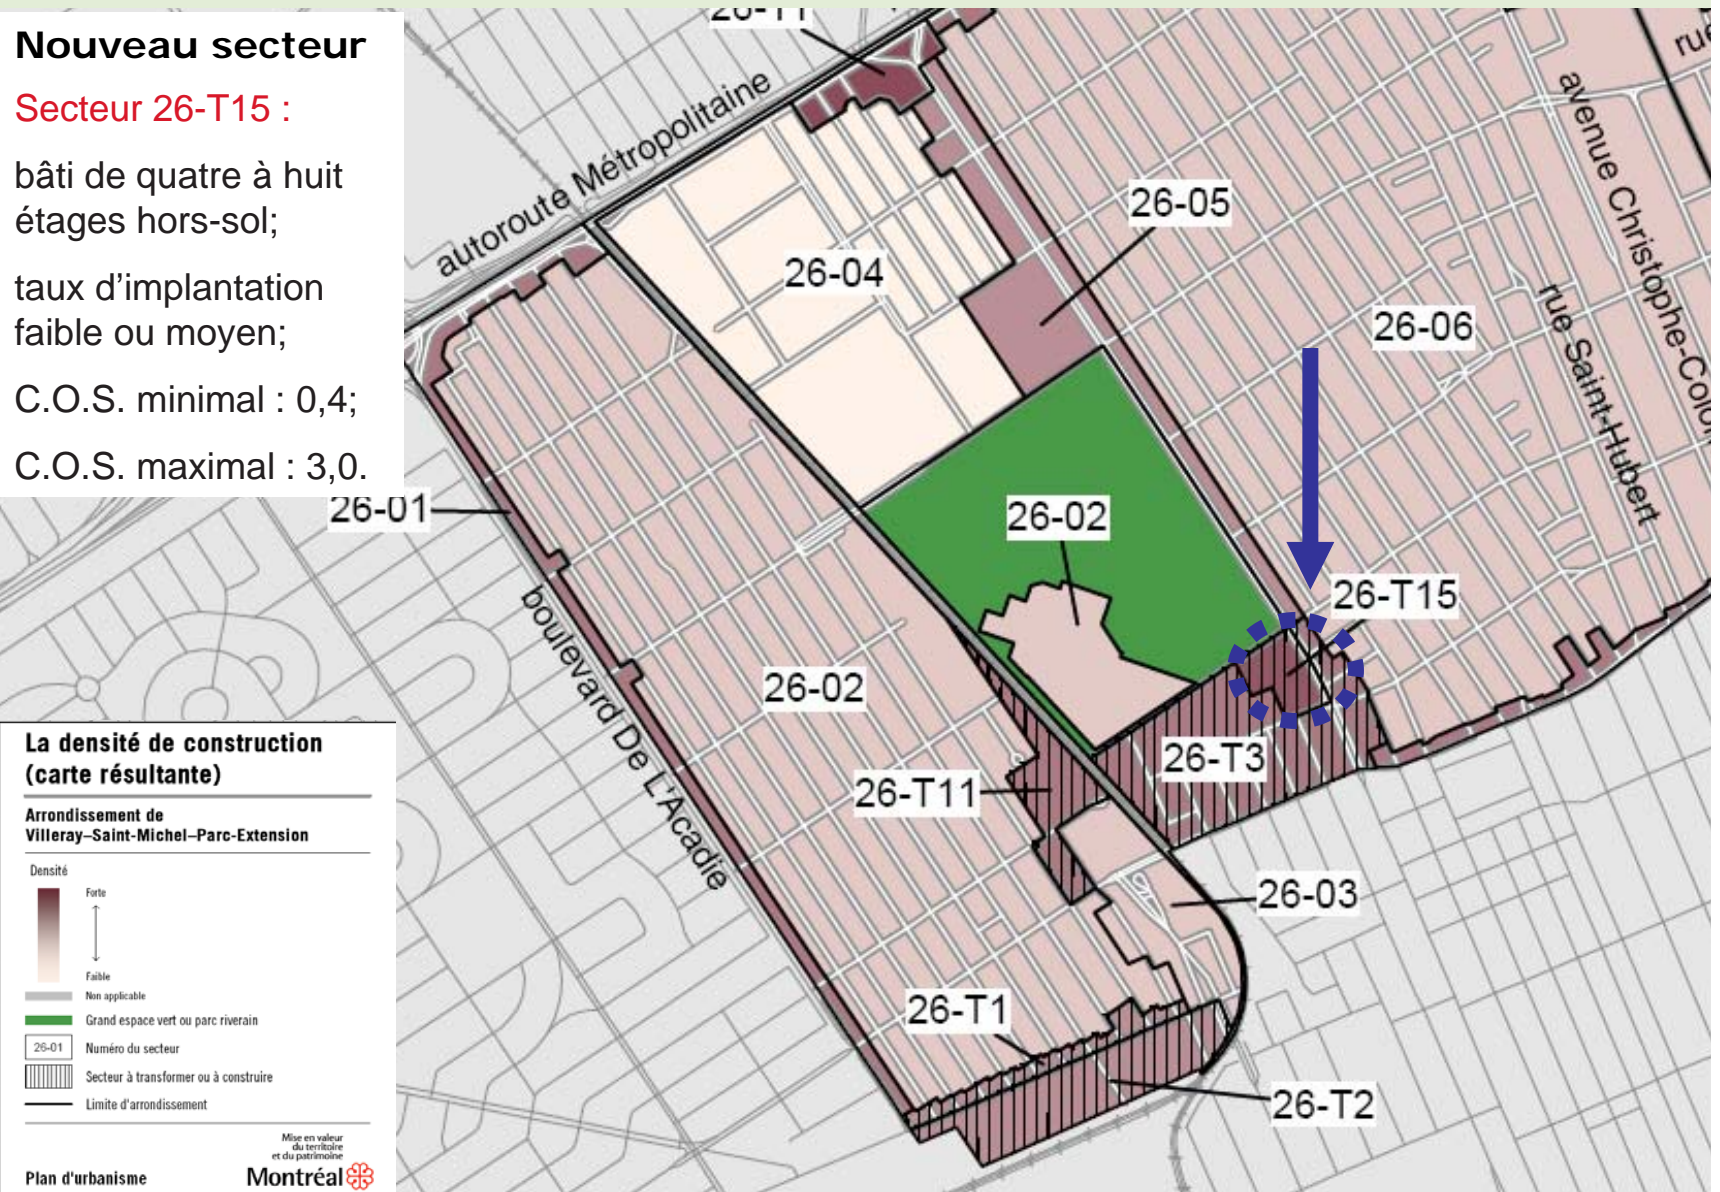 Nouveau secteur
Secteur 26-T15 :
bâti de quatre à huit
étages hors-sol;
taux d'implantation
faible ou moyen;
C.O.S. minimal : 0,4;
C.O.S. maximal : 3,0.
autoroute Métropolitaine
rue
avenue Christophe-Colom
rue Saint-Hubert
26-05
26-04
26-06
26-01
26-02
26-T15
boulevard De L'Acadie
26-02
26-T3
26-T11
26-03
26-T1
26-T2
La densité de construction
(carte résultante)
Arrondissement de
Villeray–Saint-Michel–Parc-Extension
Densité
Forte
Faible
Non applicable
Grand espace vert ou parc riverain
26-01 Numéro du secteur
Secteur à transformer ou à construire
Limite d'arrondissement
Mise en valeur
du territoire
et du patrimoine
Plan d'urbanisme
Montréal